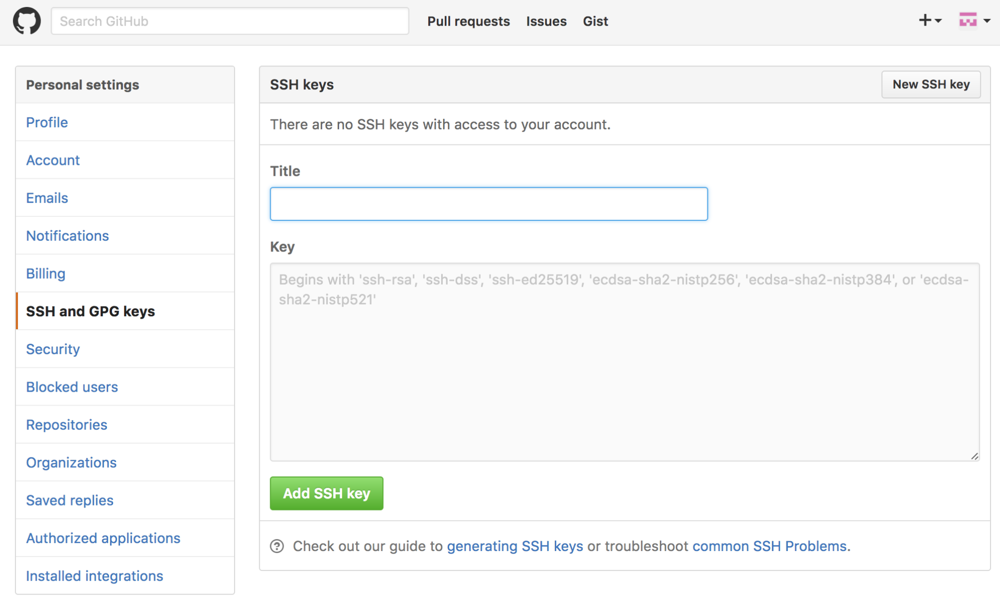 Search GitHub
Pull requests
Issues
Gist
Personal settings
Profile
Account
Emails
Notifications
Billing
SSH and GPG keys
Security
Blocked users
Repositories
Organizations
Saved replies
Authorized applications
Installed integrations
SSH keys
New SSH key
There are no SSH keys with access to your account.
Title
Key
Begins with 'ssh-rsa', 'ssh-dss', 'ssh-ed25519', 'ecdsa-sha2-nistp256', 'ecdsa-sha2-nistp384', or 'ecdsa-
sha2-nistp521'
Add SSH key
Check out our guide to generating SSH keys or troubleshoot common SSH Problems.